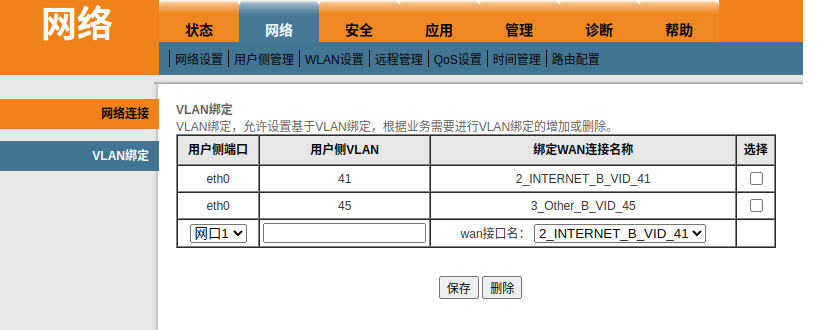 网络
状态 网络 安全 应用 管理 诊断 帮助
网络设置 用户侧管理 WLAN设置 远程管理 QoS设置 时间管理 路由配置
网络连接
VLAN绑定
VLAN绑定
VLAN绑定，允许设置基于VLAN绑定，根据业务需要进行VLAN绑定的增加或删除。
用户侧端口 用户侧VLAN 绑定WAN连接名称 选择
eth0 41 2_INTERNET_B_VID_41
eth0 45 3_Other_B_VID_45
网口1 wan接口名： 2_INTERNET_B_VID_41
保存 删除